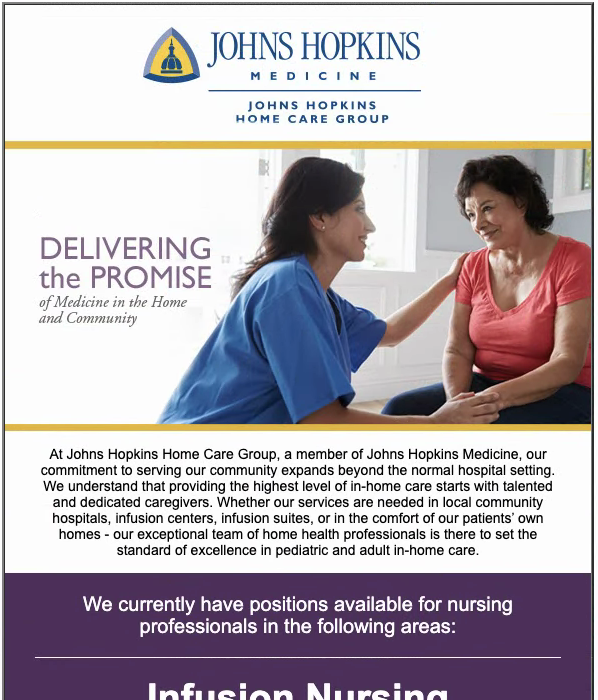 JOHNS HOPKINS
MEDICINE
JOHNS HOPKINS
HOME CARE GROUP
DELIVERING
the PROMISE
of Medicine in the Home
and Community
At Johns Hopkins Home Care Group, a member of Johns Hopkins Medicine, our
commitment to serving our community expands beyond the normal hospital setting.
We understand that providing the highest level of in-home care starts with talented
and dedicated caregivers. Whether our services are needed in local community
hospitals, infusion centers, infusion suites, or in the comfort of our patients' own
homes - our exceptional team of home health professionals is there to set the
standard of excellence in pediatric and adult in-home care.
We currently have positions available for nursing
professionals in the following areas:
Infusion Nursing